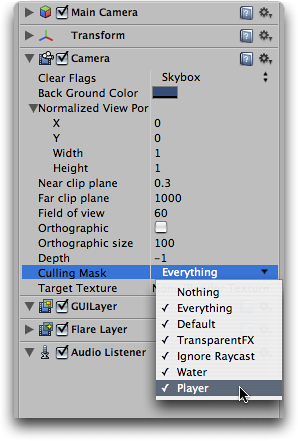 Main Camera
Transform
Camera
Clear Flags Skybox
Back Ground Color
Normalized View Por
X 0
Y 0
Width 1
Height 1
Near clip plane 0.3
Far clip plane 1000
Field of view 60
Orthographic
Orthographic size 100
Depth -1
Culling Mask Everything
Target Texture
Nothing
GUILayer
Everything
Default
Flare Layer
TransparentFX
Audio Listener
Ignore Raycast
Water
Player